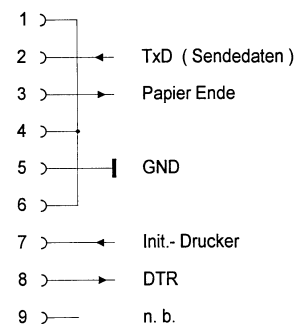 1
2 TxD ( Sendedaten )
3 Papier Ende
4
5 GND
6
7 Init.- Drucker
8 DTR
9 n. b.